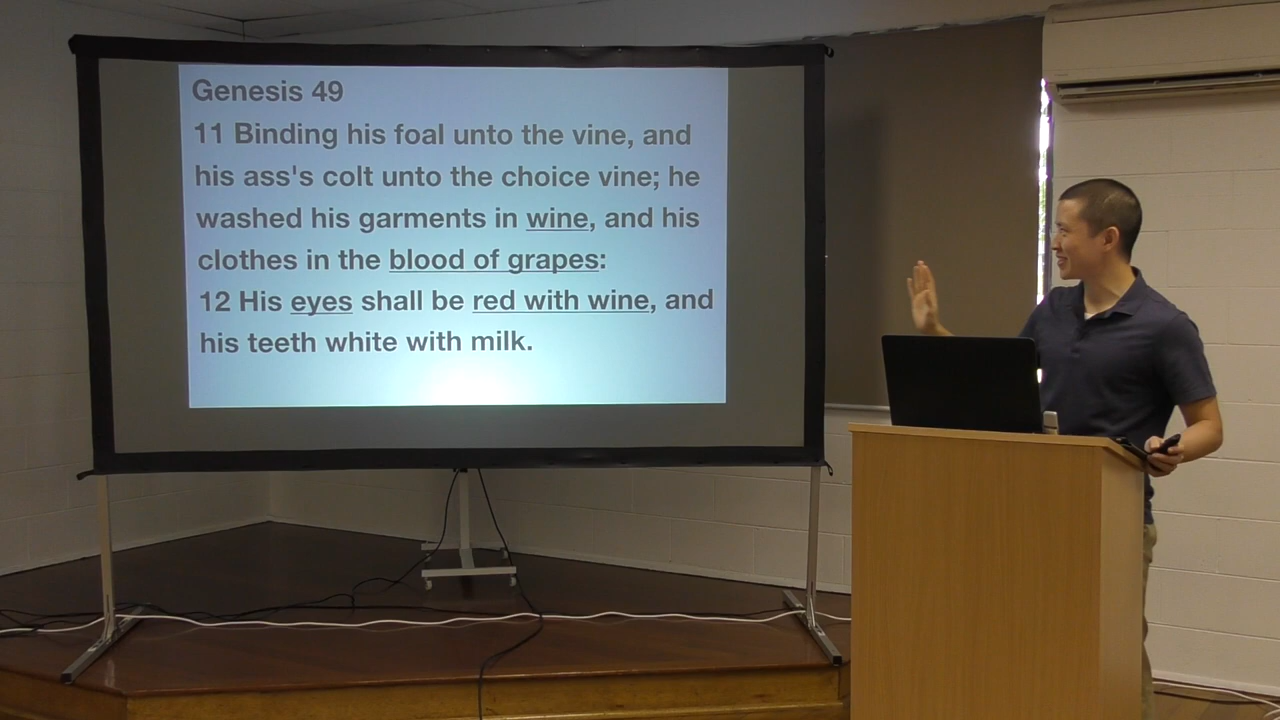 Genesis 49
11 Binding his foal unto the vine, and
his ass's colt unto the choice vine; he
washed his garments in wine, and his
clothes in the blood of grapes:
12 His eyes shall be red with wine, and
his teeth white with milk.